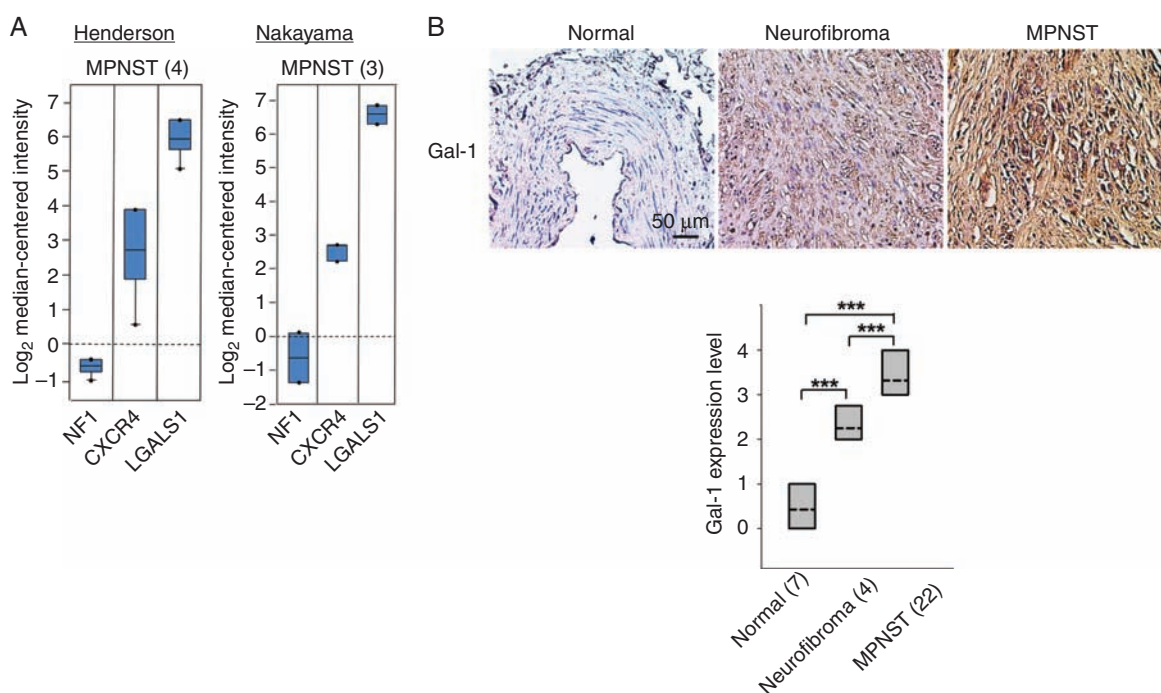 A
Henderson
Nakayama
MPNST (4)
MPNST (3)
Log₂ median-centered intensity
7
6
5
4
3
2
1
0
–1
NF1
CXCR4
LGALS1
Log₂ median-centered intensity
7
6
5
4
3
2
1
0
–1
–2
NF1
CXCR4
LGALS1
B
Normal
Neurofibroma
MPNST
Gal-1
50 μm
Gal-1 expression level
4
3
2
1
0
***
***
***
Normal (7)
Neurofibroma (4)
MPNST (22)